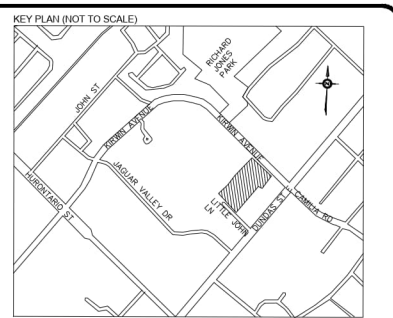 KEY PLAN (NOT TO SCALE)
RICHARD
JONES
PARK
JOHN ST
KIRWIN AVENUE
KIRWIN AVENUE
JAGUAR VALLEY DR
HURONTARIO ST
LITTLE JOHN
LN
DUNDAS ST E
CAMILIA RD